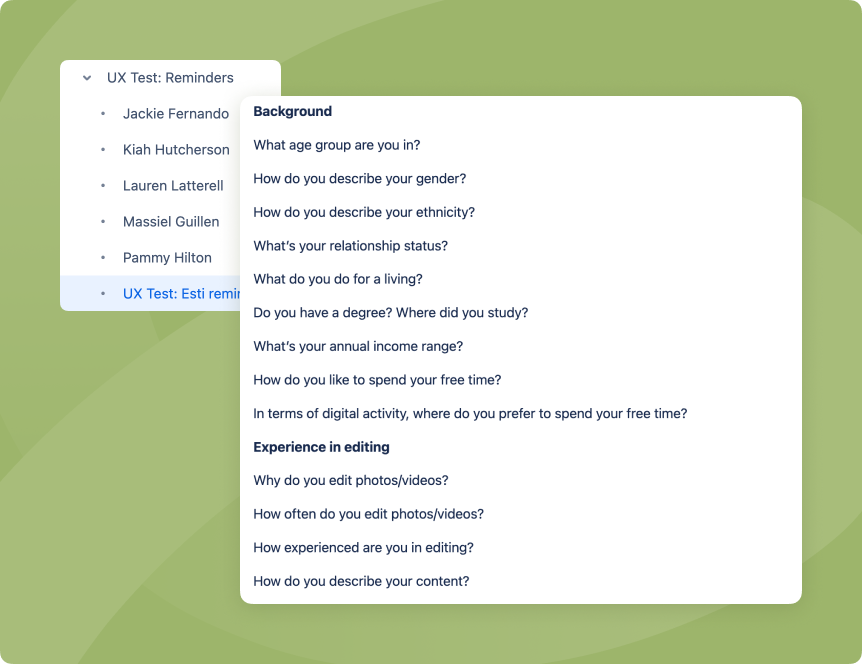 UX Test: Reminders
Jackie Fernando
Kiah Hutcherson
Lauren Latterell
Massiel Guillen
Pammy Hilton
UX Test: Esti
Background
What age group are you in?
How do you describe your gender?
How do you describe your ethnicity?
What's your relationship status?
What do you do for a living?
Do you have a degree? Where did you study?
What's your annual income range?
How do you like to spend your free time?
In terms of digital activity, where do you prefer to spend your free time?
Experience in editing
Why do you edit photos/videos?
How often do you edit photos/videos?
How experienced are you in editing?
How do you describe your content?